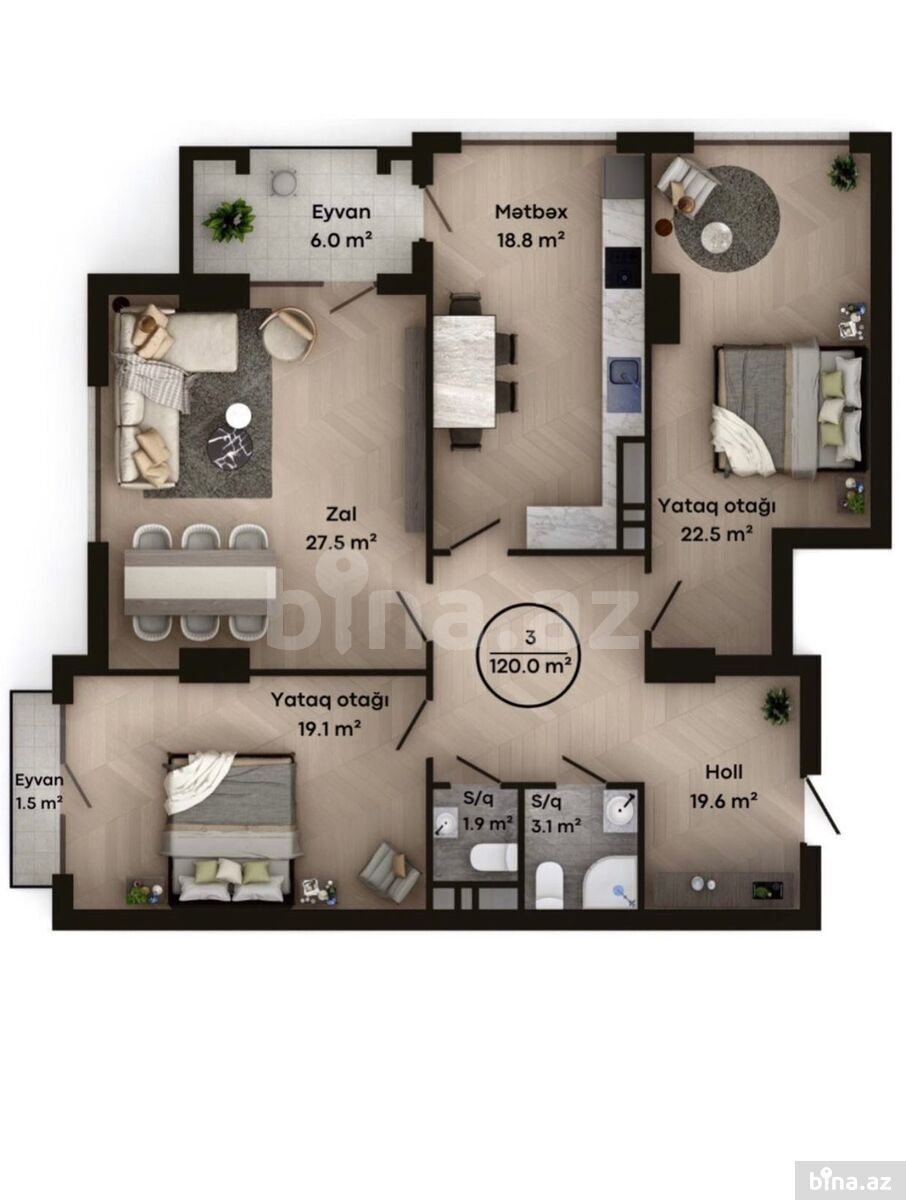 Eyvan
6.0 m²
Mətbəx
18.8 m²
Zal
27.5 m²
Yataq otağı
22.5 m²
bina.az
3
120.0 m²
Yataq otağı
19.1 m²
Eyvan
1.5 m²
S/q
1.9 m²
S/q
3.1 m²
Holl
19.6 m²
bina.az